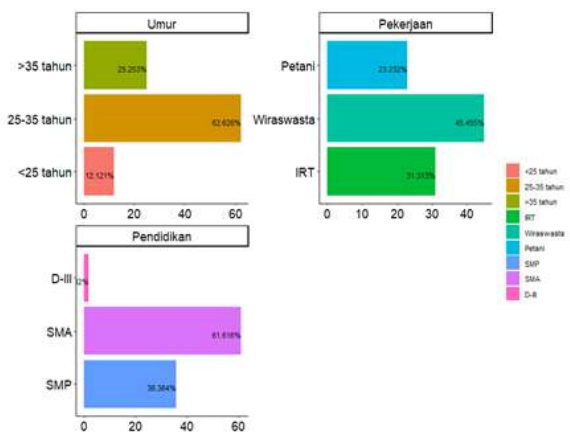 Umur
>35 tahun
25.253%
25-35 tahun
62.626%
<25 tahun
12.121%
0 20 40 60
Pekerjaan
Petani
23.232%
Wiraswasta
45.455%
IRT
31.313%
0 10 20 30 40
Pendidikan
D-III
SMA
61.616%
SMP
36.364%
0 20 40 60
<25 tahun
25-35 tahun
>35 tahun
IRT
Wiraswasta
Petani
SMP
SMA
D-III